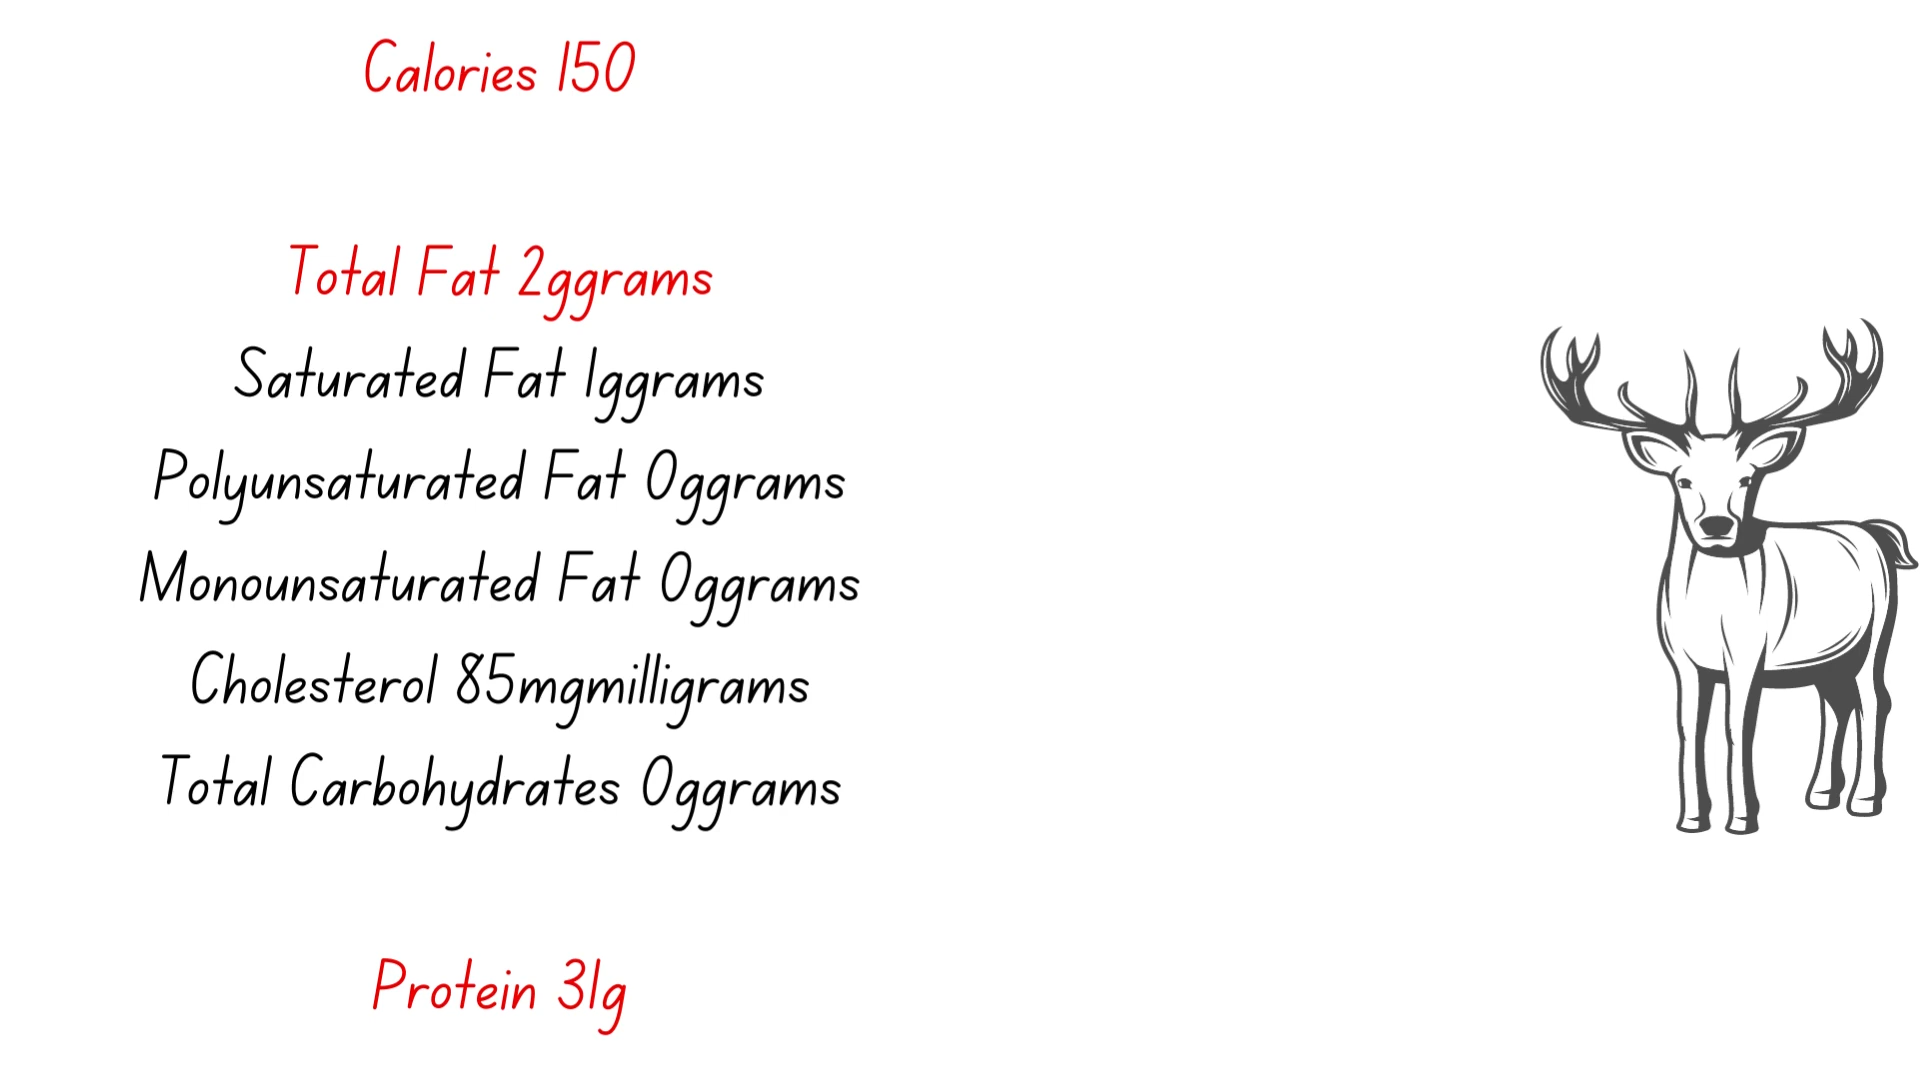 Calories 150
Total Fat 2ggrams
Saturated Fat 1ggrams
Polyunsaturated Fat 0ggrams
Monounsaturated Fat 0ggrams
Cholesterol 85mgmilligrams
Total Carbohydrates 0ggrams
Protein 31g